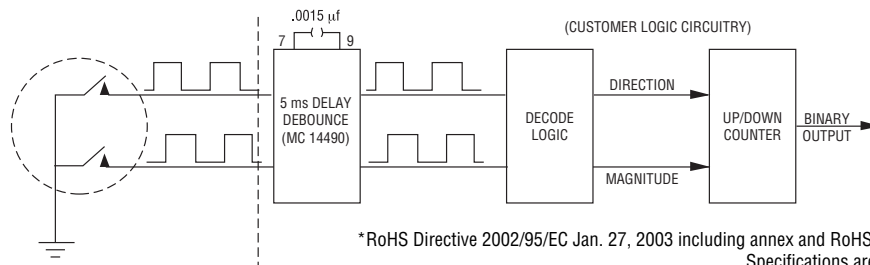 .0015 µf
7 9
(CUSTOMER LOGIC CIRCUITRY)
5 ms DELAY
DEBOUNCE
(MC 14490)
DECODE
LOGIC
DIRECTION
MAGNITUDE
UP/DOWN
COUNTER
BINARY
OUTPUT
*RoHS Directive 2002/95/EC Jan. 27, 2003 including annex and RoHS
Specifications are